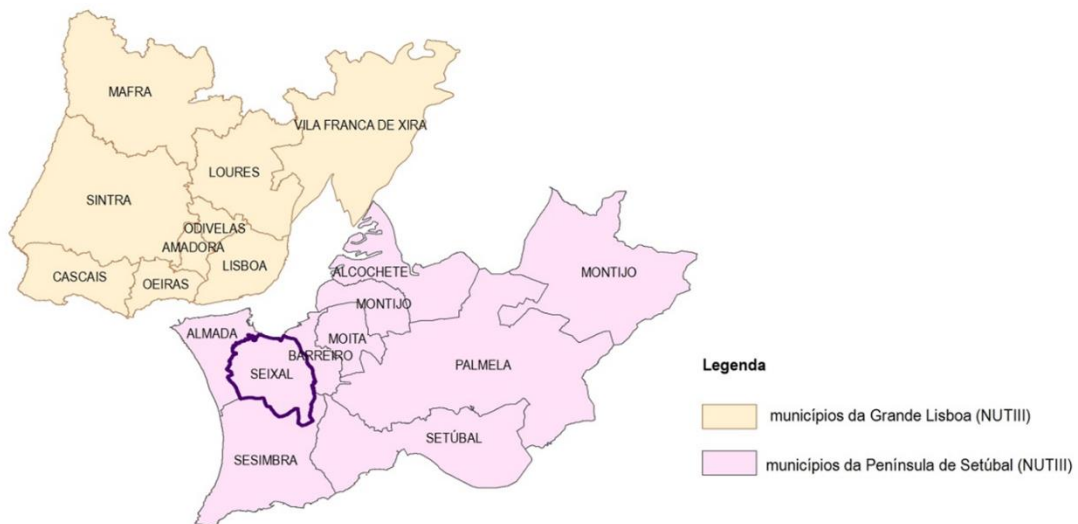 MAFRA
VILA FRANCA DE XIRA
LOURES
SINTRA
ODIVELAS
AMADORA
LISBOA
CASCAIS
OEIRAS
ALCOCHETE
MONTIJO
MONTIJO
ALMADA
MOITA
BARREIRO
SEIXAL
PALMELA
SETÚBAL
SESIMBRA
Legenda
municípios da Grande Lisboa (NUTIII)
municípios da Península de Setúbal (NUTIII)